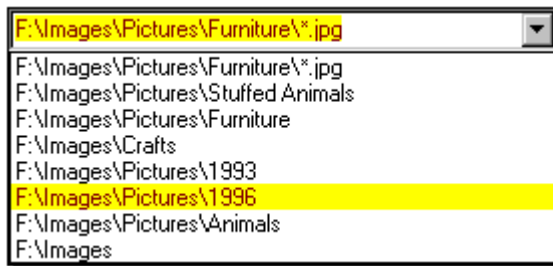 F:\Images\Pictures\Furniture\*.jpg
F:\Images\Pictures\Furniture\*.jpg
F:\Images\Pictures\Stuffed Animals
F:\Images\Pictures\Furniture
F:\Images\Crafts
F:\Images\Pictures\1993
F:\Images\Pictures\1996
F:\Images\Pictures\Animals
F:\Images